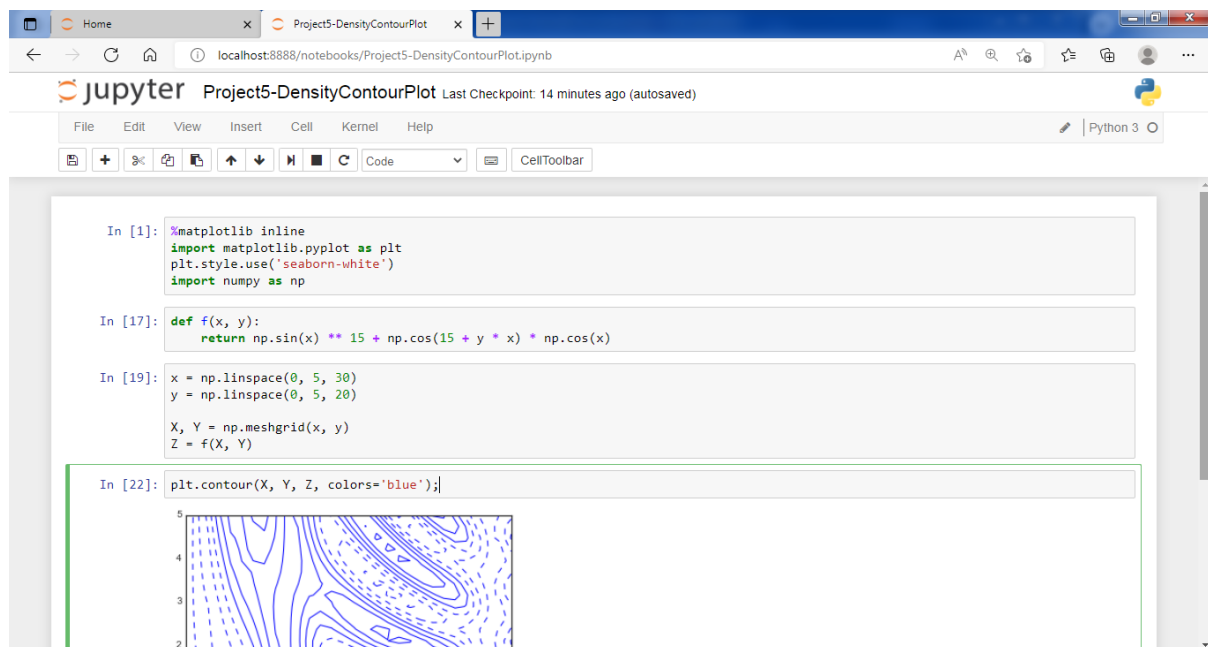 Home
Project5-DensityContourPlot
localhost:8888/notebooks/Project5-DensityContourPlot.ipynb
jupyter Project5-DensityContourPlot Last Checkpoint: 14 minutes ago (autosaved)
File Edit View Insert Cell Kernel Help
Python 3
Code CellToolbar
In [1]: %matplotlib inline
import matplotlib.pyplot as plt
plt.style.use('seaborn-white')
import numpy as np
In [17]: def f(x, y):
return np.sin(x) ** 15 + np.cos(15 + y * x) * np.cos(x)
In [19]: x = np.linspace(0, 5, 30)
y = np.linspace(0, 5, 20)
X, Y = np.meshgrid(x, y)
Z = f(X, Y)
In [22]: plt.contour(X, Y, Z, colors='blue');
5
4
3
2